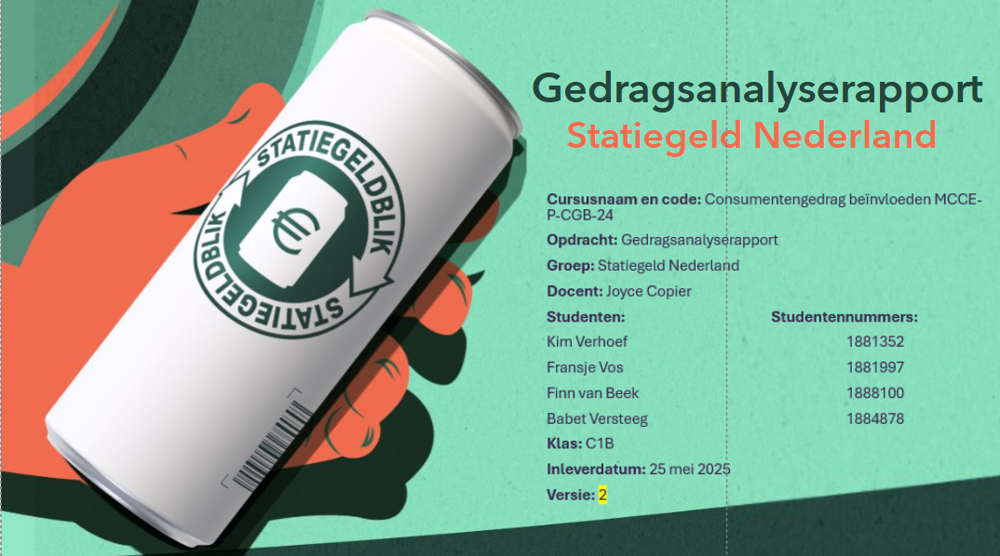 STATIEGELDBLIK
STATIEGELDBLIK
€
Gedragsanalyserapport
Statiegeld Nederland
Cursusnaam en code: Consumentengedrag beïnvloeden MCCE-
P-CGB-24
Opdracht: Gedragsanalyserapport
Groep: Statiegeld Nederland
Docent: Joyce Copier
Studenten: Studentennummers:
Kim Verhoef 1881352
Fransje Vos 1881997
Finn van Beek 1888100
Babet Versteeg 1884878
Klas: C1B
Inleverdatum: 25 mei 2025
Versie: 2